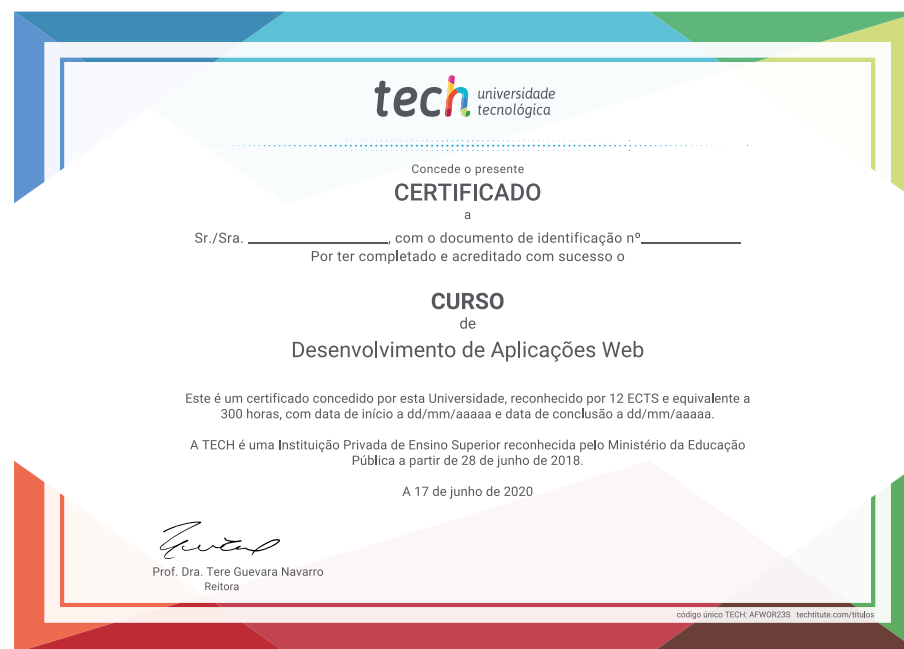 tech universidade
tecnológica
Concede o presente
CERTIFICADO
a
Sr./Sra. ____________________, com o documento de identificação nº______________
Por ter completado e acreditado com sucesso o
CURSO
de
Desenvolvimento de Aplicações Web
Este é um certificado concedido por esta Universidade, reconhecido por 12 ECTS e equivalente a
300 horas, com data de início a dd/mm/aaaaa e data de conclusão a dd/mm/aaaaa.
A TECH é uma Instituição Privada de Ensino Superior reconhecida pelo Ministério da Educação
Pública a partir de 28 de junho de 2018.
A 17 de junho de 2020
Prof. Dra. Tere Guevara Navarro
Reitora
código único TECH: AFWOR23S techtitute.com/titulos